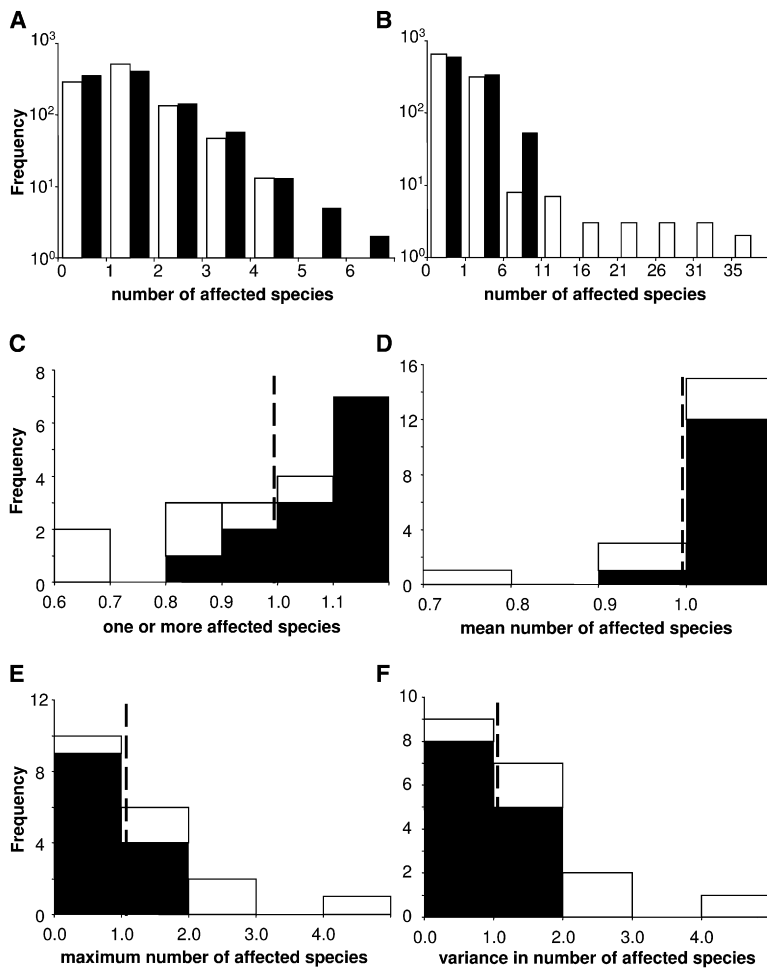 A
B
10³
10²
10¹
10⁰
Frequency
0 1 2 3 4 5 6
number of affected species
10³
10²
10¹
10⁰
0 1 6 11 16 21 26 31 35
number of affected species
C
D
8
6
4
2
0
Frequency
0.6 0.7 0.8 0.9 1.0 1.1
one or more affected species
16
12
8
4
0
0.7 0.8 0.9 1.0
mean number of affected species
E
F
12
8
4
0
Frequency
0.0 1.0 2.0 3.0 4.0
maximum number of affected species
10
8
6
4
2
0
0.0 1.0 2.0 3.0 4.0
variance in number of affected species